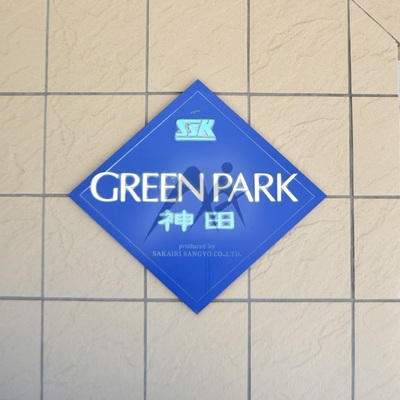 SSK
GREEN PARK
神田
produced by
SAKAIRI SANGYO CO.,LTD.